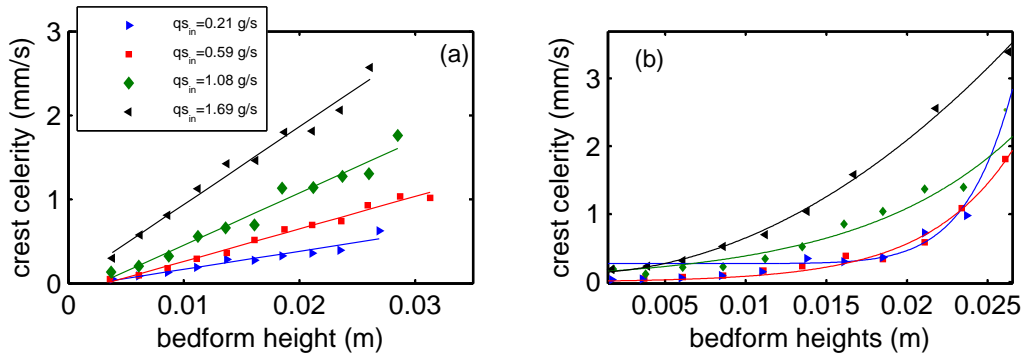 qs_in=0.21 g/s
qs_in=0.59 g/s
qs_in=1.08 g/s
qs_in=1.69 g/s
(a)
crest celerity (mm/s)
3
2
1
0
0 0.01 0.02 0.03
bedform height (m)
(b)
crest celerity (mm/s)
3
2
1
0
0.005 0.01 0.015 0.02 0.025
bedform heights (m)